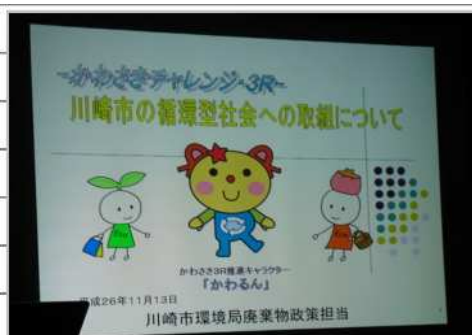 -かわさきチャレンジ・3R-
川崎市の循環型社会への取組について
かわさき3R推進キャラクター
「かわるん」
平成26年11月13日
川崎市環境局廃棄物政策担当